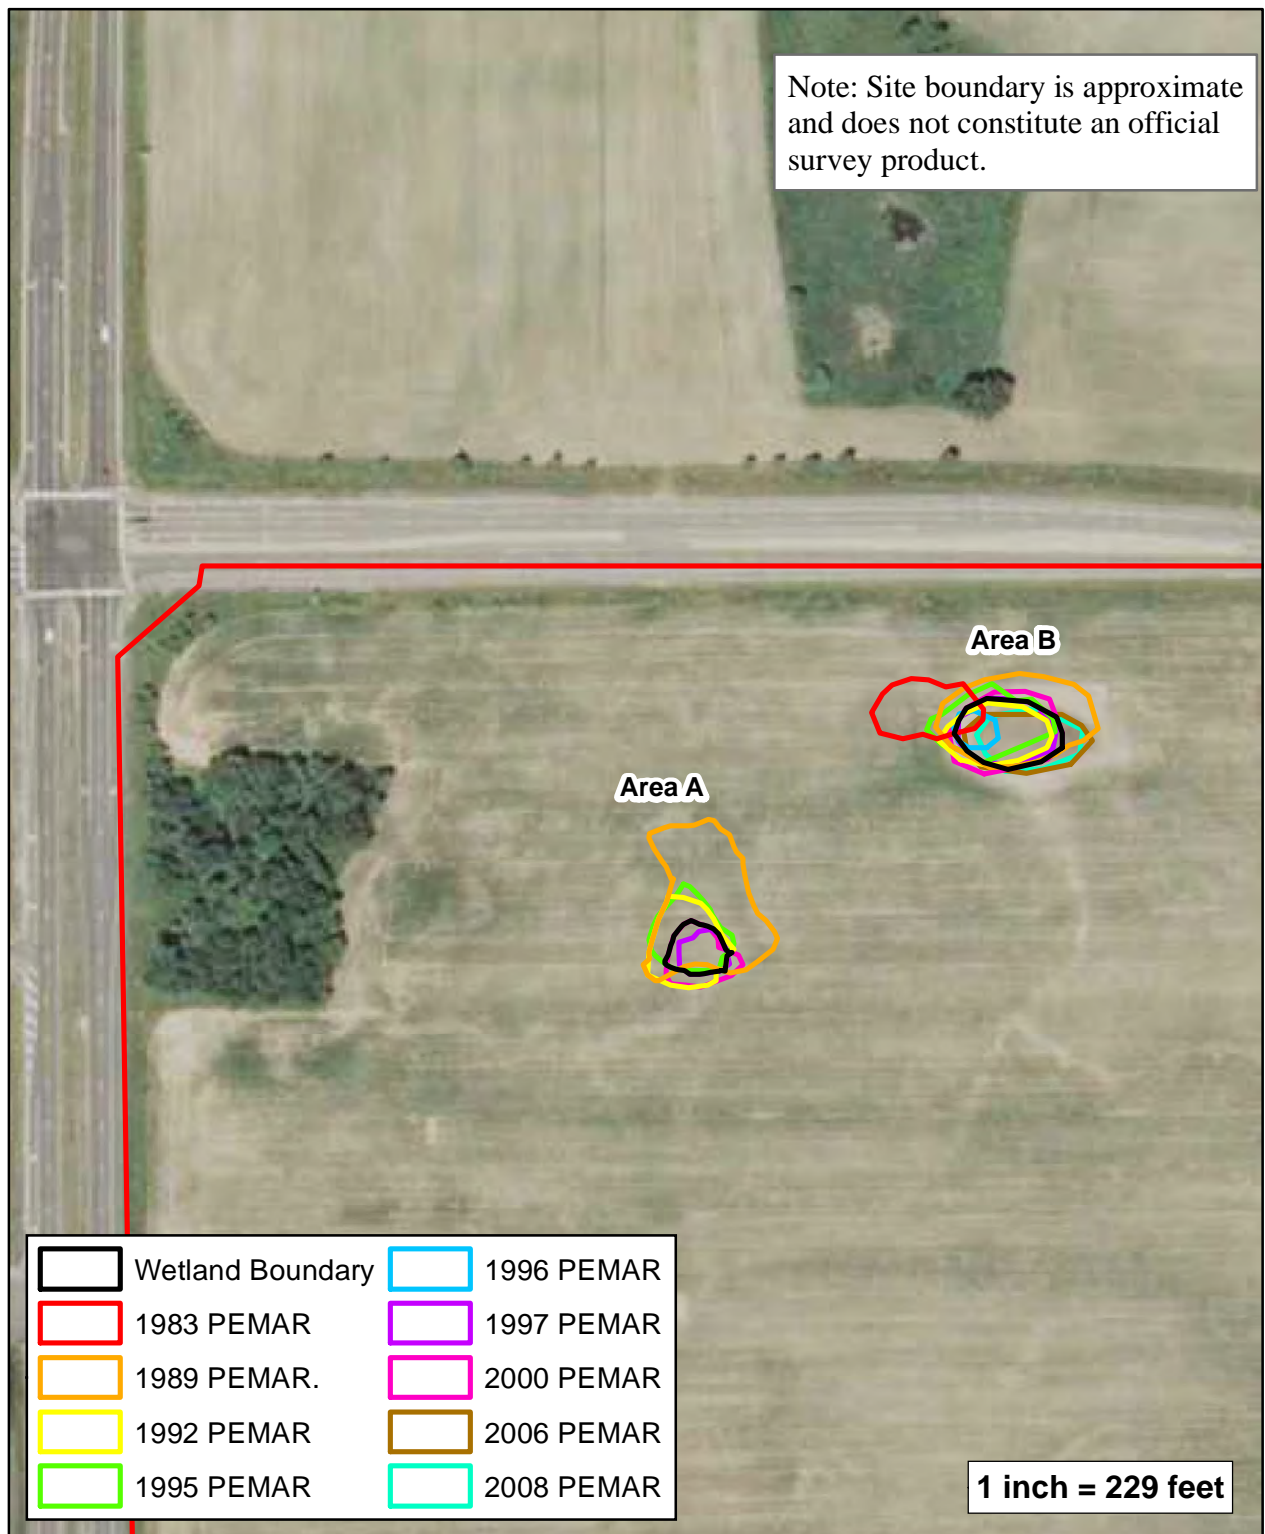 Note: Site boundary is approximate
and does not constitute an official
survey product.
Area B
Area A
Wetland Boundary
1983 PEMAR
1989 PEMAR.
1992 PEMAR
1995 PEMAR
1996 PEMAR
1997 PEMAR
2000 PEMAR
2006 PEMAR
2008 PEMAR
1 inch = 229 feet